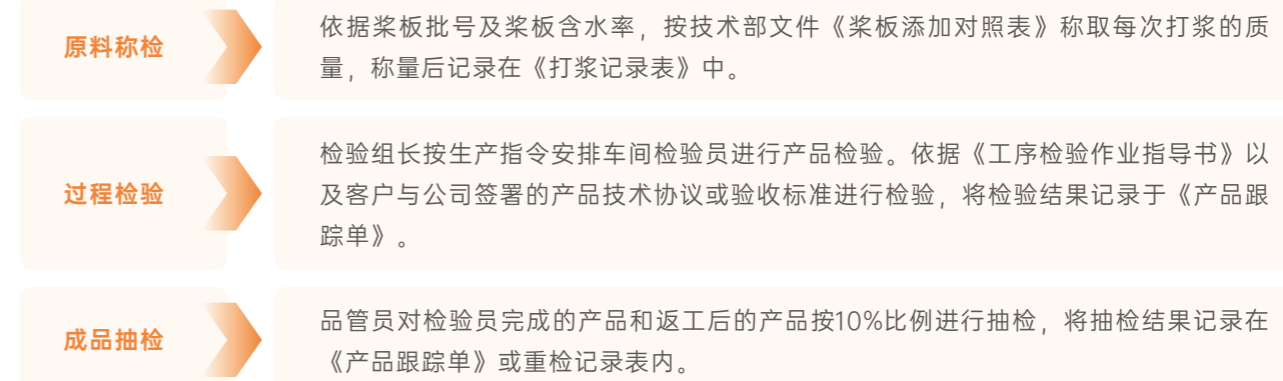 原料称检
依据桨板批号及桨板含水率，按技术部文件《桨板添加对照表》称取每次打浆的质
量，称量后记录在《打浆记录表》中。
过程检验
检验组长按生产指令安排车间检验员进行产品检验。依据《工序检验作业指导书》以
及客户与公司签署的产品技术协议或验收标准进行检验，将检验结果记录于《产品跟
踪单》。
成品抽检
品管员对检验员完成的产品和返工后的产品按10%比例进行抽检，将抽检结果记录在
《产品跟踪单》或重检记录表内。